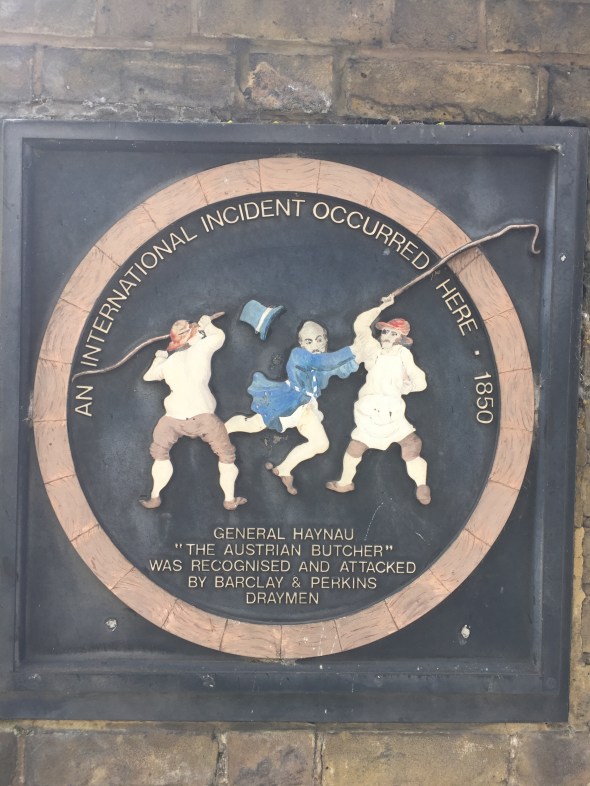 AN INTERNATIONAL INCIDENT OCCURRED HERE · 1850
GENERAL HAYNAU
"THE AUSTRIAN BUTCHER"
WAS RECOGNISED AND ATTACKED
BY BARCLAY & PERKINS
DRAYMEN